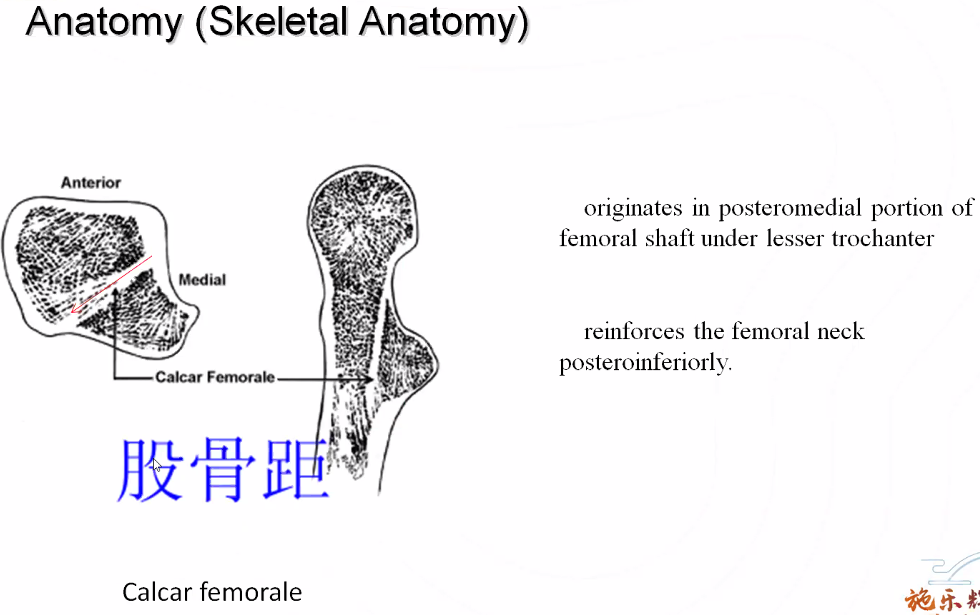 Anatomy (Skeletal Anatomy)
Anterior
Medial
Calcar Femorale
originates in posteromedial portion of
femoral shaft under lesser trochanter
reinforces the femoral neck
posteroinferiorly.
股骨距
Calcar femorale
施乐